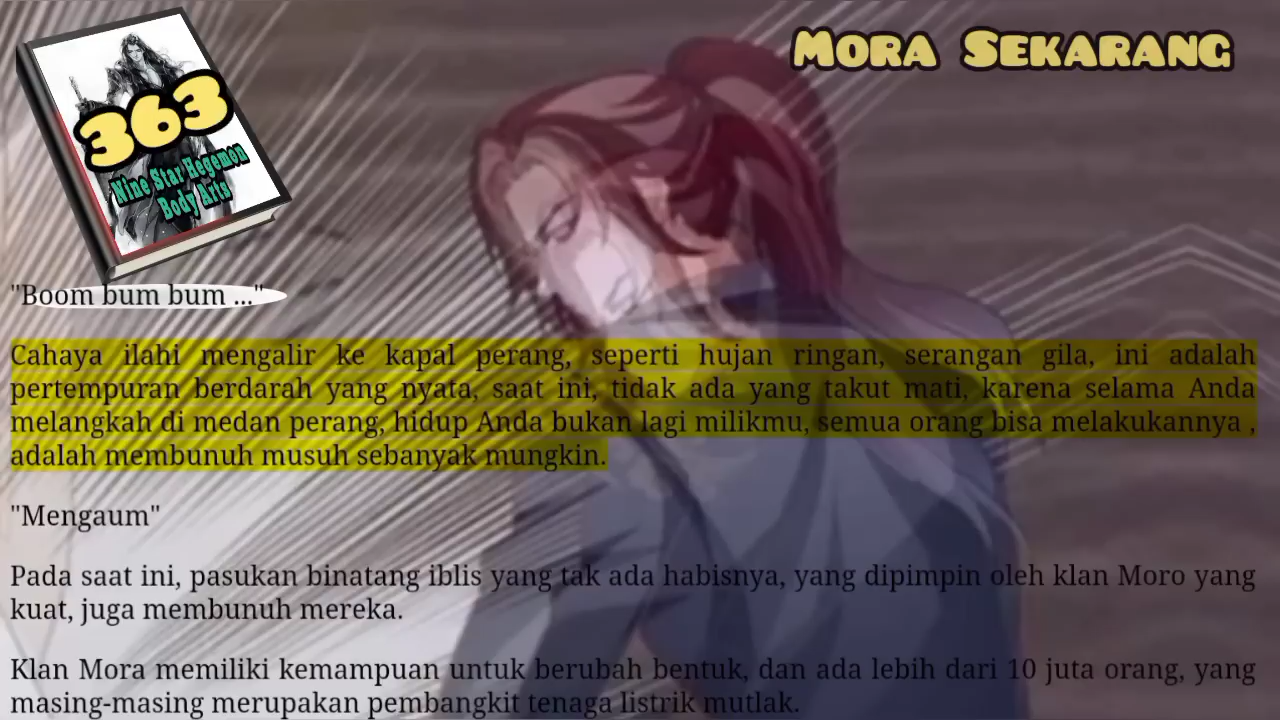 MORA SEKARANG
363
Nine Star Hegemon
Body Arts
"Boom bum bum ..."
Cahaya ilahi mengalir ke kapal perang, seperti hujan ringan, serangan gila, ini adalah
pertempuran berdarah yang nyata, saat ini, tidak ada yang takut mati, karena selama Anda
melangkah di medan perang, hidup Anda bukan lagi milikmu, semua orang bisa melakukannya ,
adalah membunuh musuh sebanyak mungkin.
"Mengaum"
Pada saat ini, pasukan binatang iblis yang tak ada habisnya, yang dipimpin oleh klan Moro yang
kuat, juga membunuh mereka.
Klan Mora memiliki kemampuan untuk berubah bentuk, dan ada lebih dari 10 juta orang, yang
masing-masing merupakan pembangkit tenaga listrik mutlak.